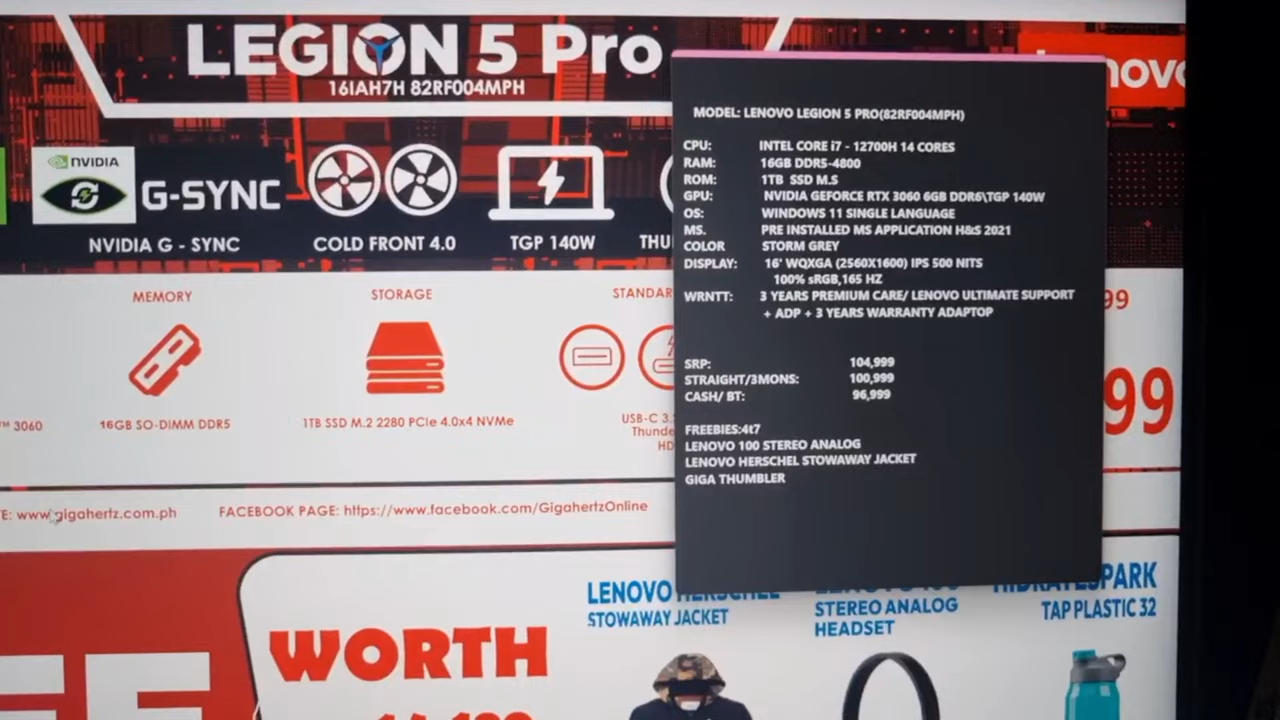 LEGION 5 Pro
16IAH7H 82RF004MPH
NVIDIA
G-SYNC
NVIDIA G - SYNC
COLD FRONT 4.0
TGP 140W
MEMORY
STORAGE
3060
16GB SO-DIMM DDR5
1TB SSD M.2 2280 PCIe 4.0x4 NVMe
USB-C
www.gigahertz.com.ph
FACEBOOK PAGE: https://www.facebook.com/GigahertzOnline
MODEL: LENOVO LEGION 5 PRO(82RF004MPH)
CPU: INTEL CORE i7 - 12700H 14 CORES
RAM: 16GB DDR5-4800
ROM: 1TB SSD M.S
GPU: NVIDIA GEFORCE RTX 3060 6GB DDR6\TGP 140W
OS: WINDOWS 11 SINGLE LANGUAGE
MS. PRE INSTALLED MS APPLICATION H&S 2021
COLOR STORM GREY
DISPLAY: 16' WQXGA (2560X1600) IPS 500 NITS
100% sRGB,165 HZ
WRNTT: 3 YEARS PREMIUM CARE/ LENOVO ULTIMATE SUPPORT
+ ADP + 3 YEARS WARRANTY ADAPTOP
SRP: 104,999
STRAIGHT/3MONS: 100,999
CASH/ BT: 96,999
FREEBIES:4t7
LENOVO 100 STEREO ANALOG
LENOVO HERSCHEL STOWAWAY JACKET
GIGA THUMBLER
99
99
WORTH
LENOVO HERSCHEL
STOWAWAY JACKET
STEREO ANALOG
HEADSET
HIDRATESPARK
TAP PLASTIC 32